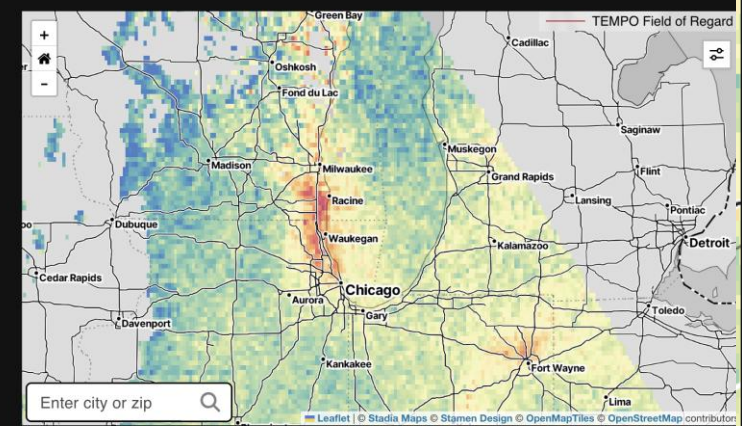 Green Bay
TEMPO Field of Regard
+
−
Cadillac
Oshkosh
Fond du Lac
Saginaw
Muskegon
Madison
Milwaukee
Grand Rapids
Flint
Racine
Lansing
Pontiac
Dubuque
Waukegan
Kalamazoo
Detroit
Cedar Rapids
Chicago
Aurora
Gary
Toledo
Davenport
Kankakee
Fort Wayne
Lima
Enter city or zip
Leaflet | © Stadia Maps © Stamen Design © OpenMapTiles © OpenStreetMap contributors